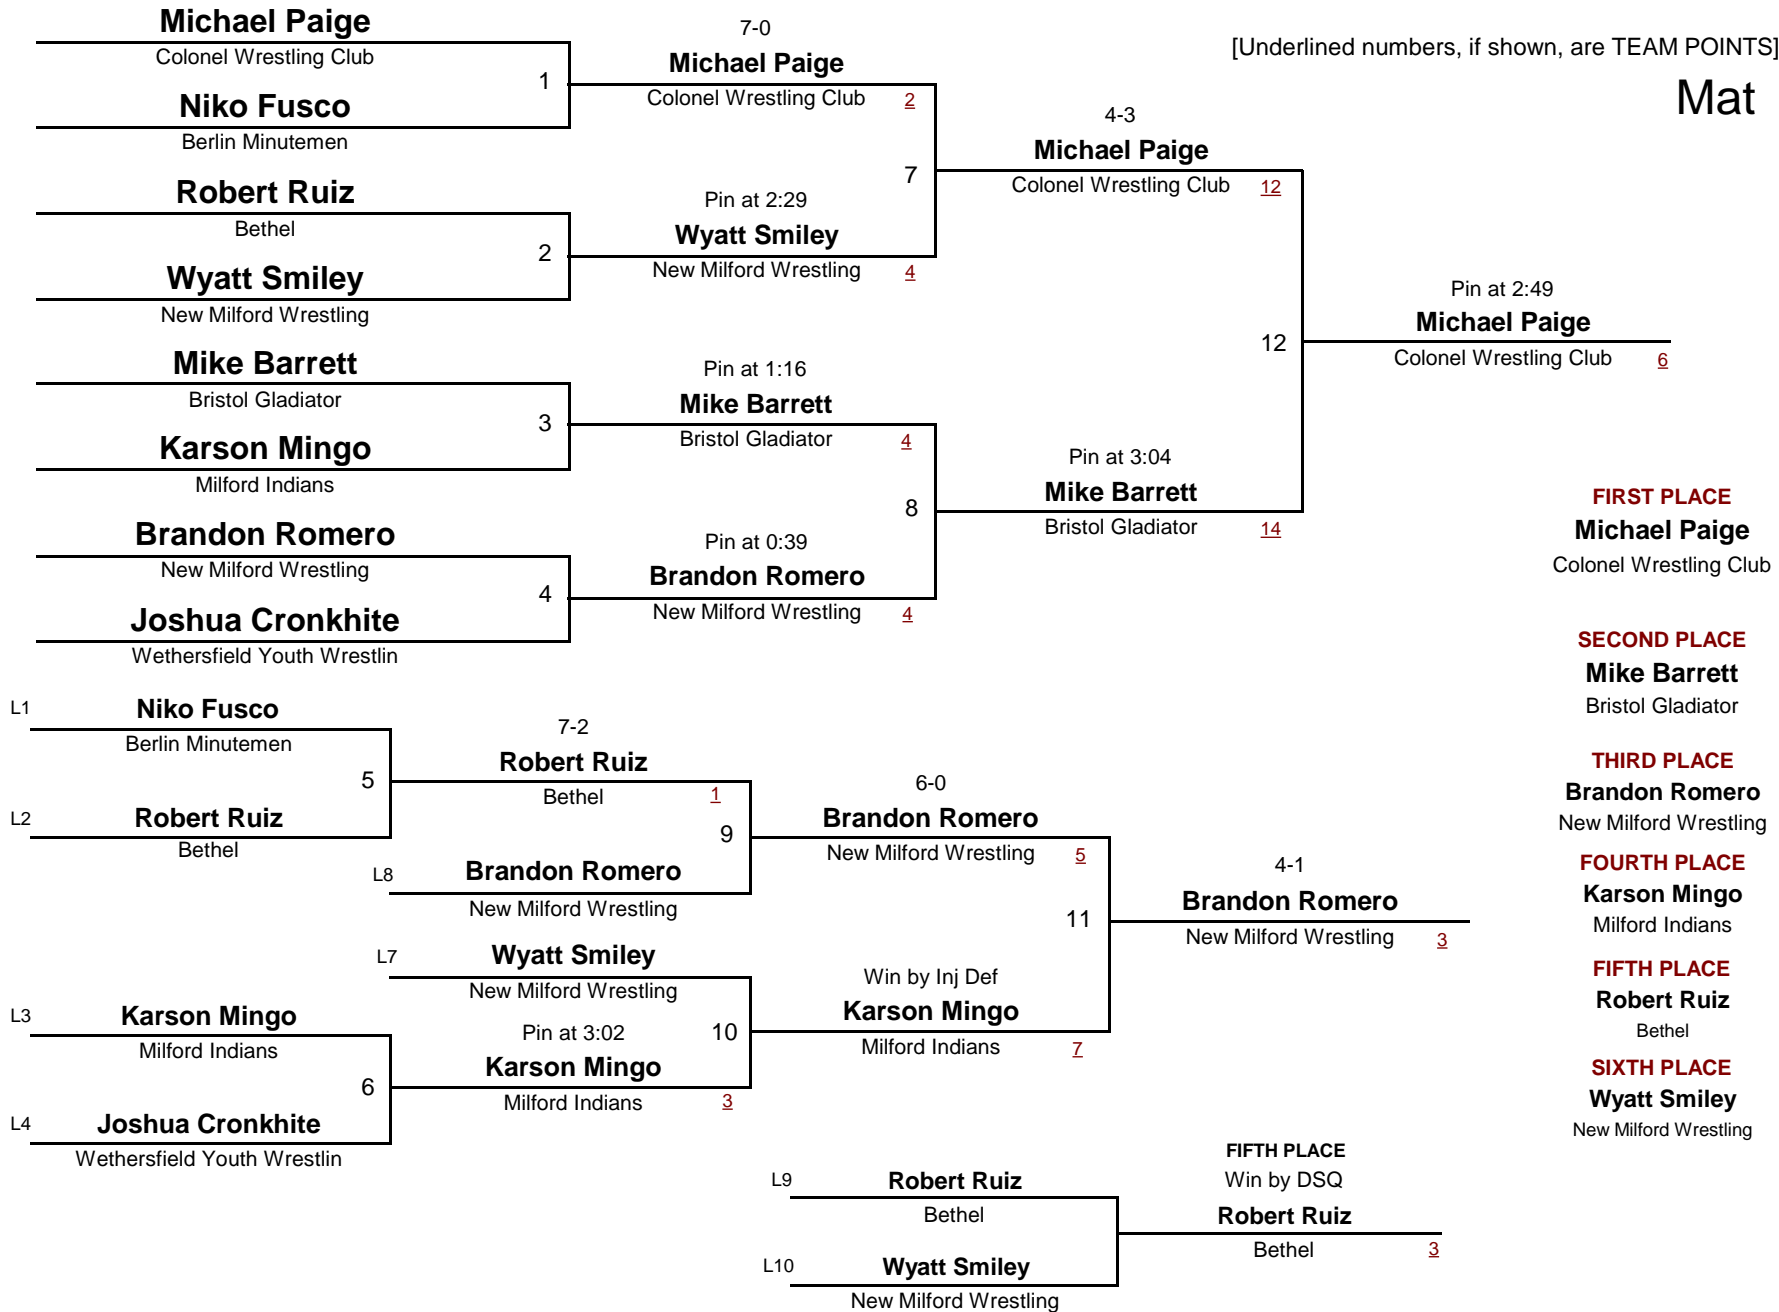 [Underlined numbers, if shown, are TEAM POINTS]
Mat
Michael Paige
Colonel Wrestling Club
1
Niko Fusco
Berlin Minutemen
Robert Ruiz
Bethel
2
Wyatt Smiley
New Milford Wrestling
Mike Barrett
Bristol Gladiator
3
Karson Mingo
Milford Indians
Brandon Romero
New Milford Wrestling
4
Joshua Cronkhite
Wethersfield Youth Wrestlin
7-0
Michael Paige
Colonel Wrestling Club 2
7
Pin at 2:29
Wyatt Smiley
New Milford Wrestling 4
Pin at 1:16
Mike Barrett
Bristol Gladiator 4
8
Pin at 0:39
Brandon Romero
New Milford Wrestling 4
4-3
Michael Paige
Colonel Wrestling Club 12
12
Pin at 3:04
Mike Barrett
Bristol Gladiator 14
Pin at 2:49
Michael Paige
Colonel Wrestling Club 6
L1 Niko Fusco
Berlin Minutemen
5
L2 Robert Ruiz
Bethel
L3 Karson Mingo
Milford Indians
6
L4 Joshua Cronkhite
Wethersfield Youth Wrestlin
7-2
Robert Ruiz
Bethel 1
9
L8 Brandon Romero
New Milford Wrestling
L7 Wyatt Smiley
New Milford Wrestling
10
Pin at 3:02
Karson Mingo
Milford Indians 3
6-0
Brandon Romero
New Milford Wrestling 5
11
Win by Inj Def
Karson Mingo
Milford Indians 7
4-1
Brandon Romero
New Milford Wrestling 3
L9 Robert Ruiz
Bethel
L10 Wyatt Smiley
New Milford Wrestling
FIFTH PLACE
Win by DSQ
Robert Ruiz
Bethel 3
FIRST PLACE
Michael Paige
Colonel Wrestling Club
SECOND PLACE
Mike Barrett
Bristol Gladiator
THIRD PLACE
Brandon Romero
New Milford Wrestling
FOURTH PLACE
Karson Mingo
Milford Indians
FIFTH PLACE
Robert Ruiz
Bethel
SIXTH PLACE
Wyatt Smiley
New Milford Wrestling